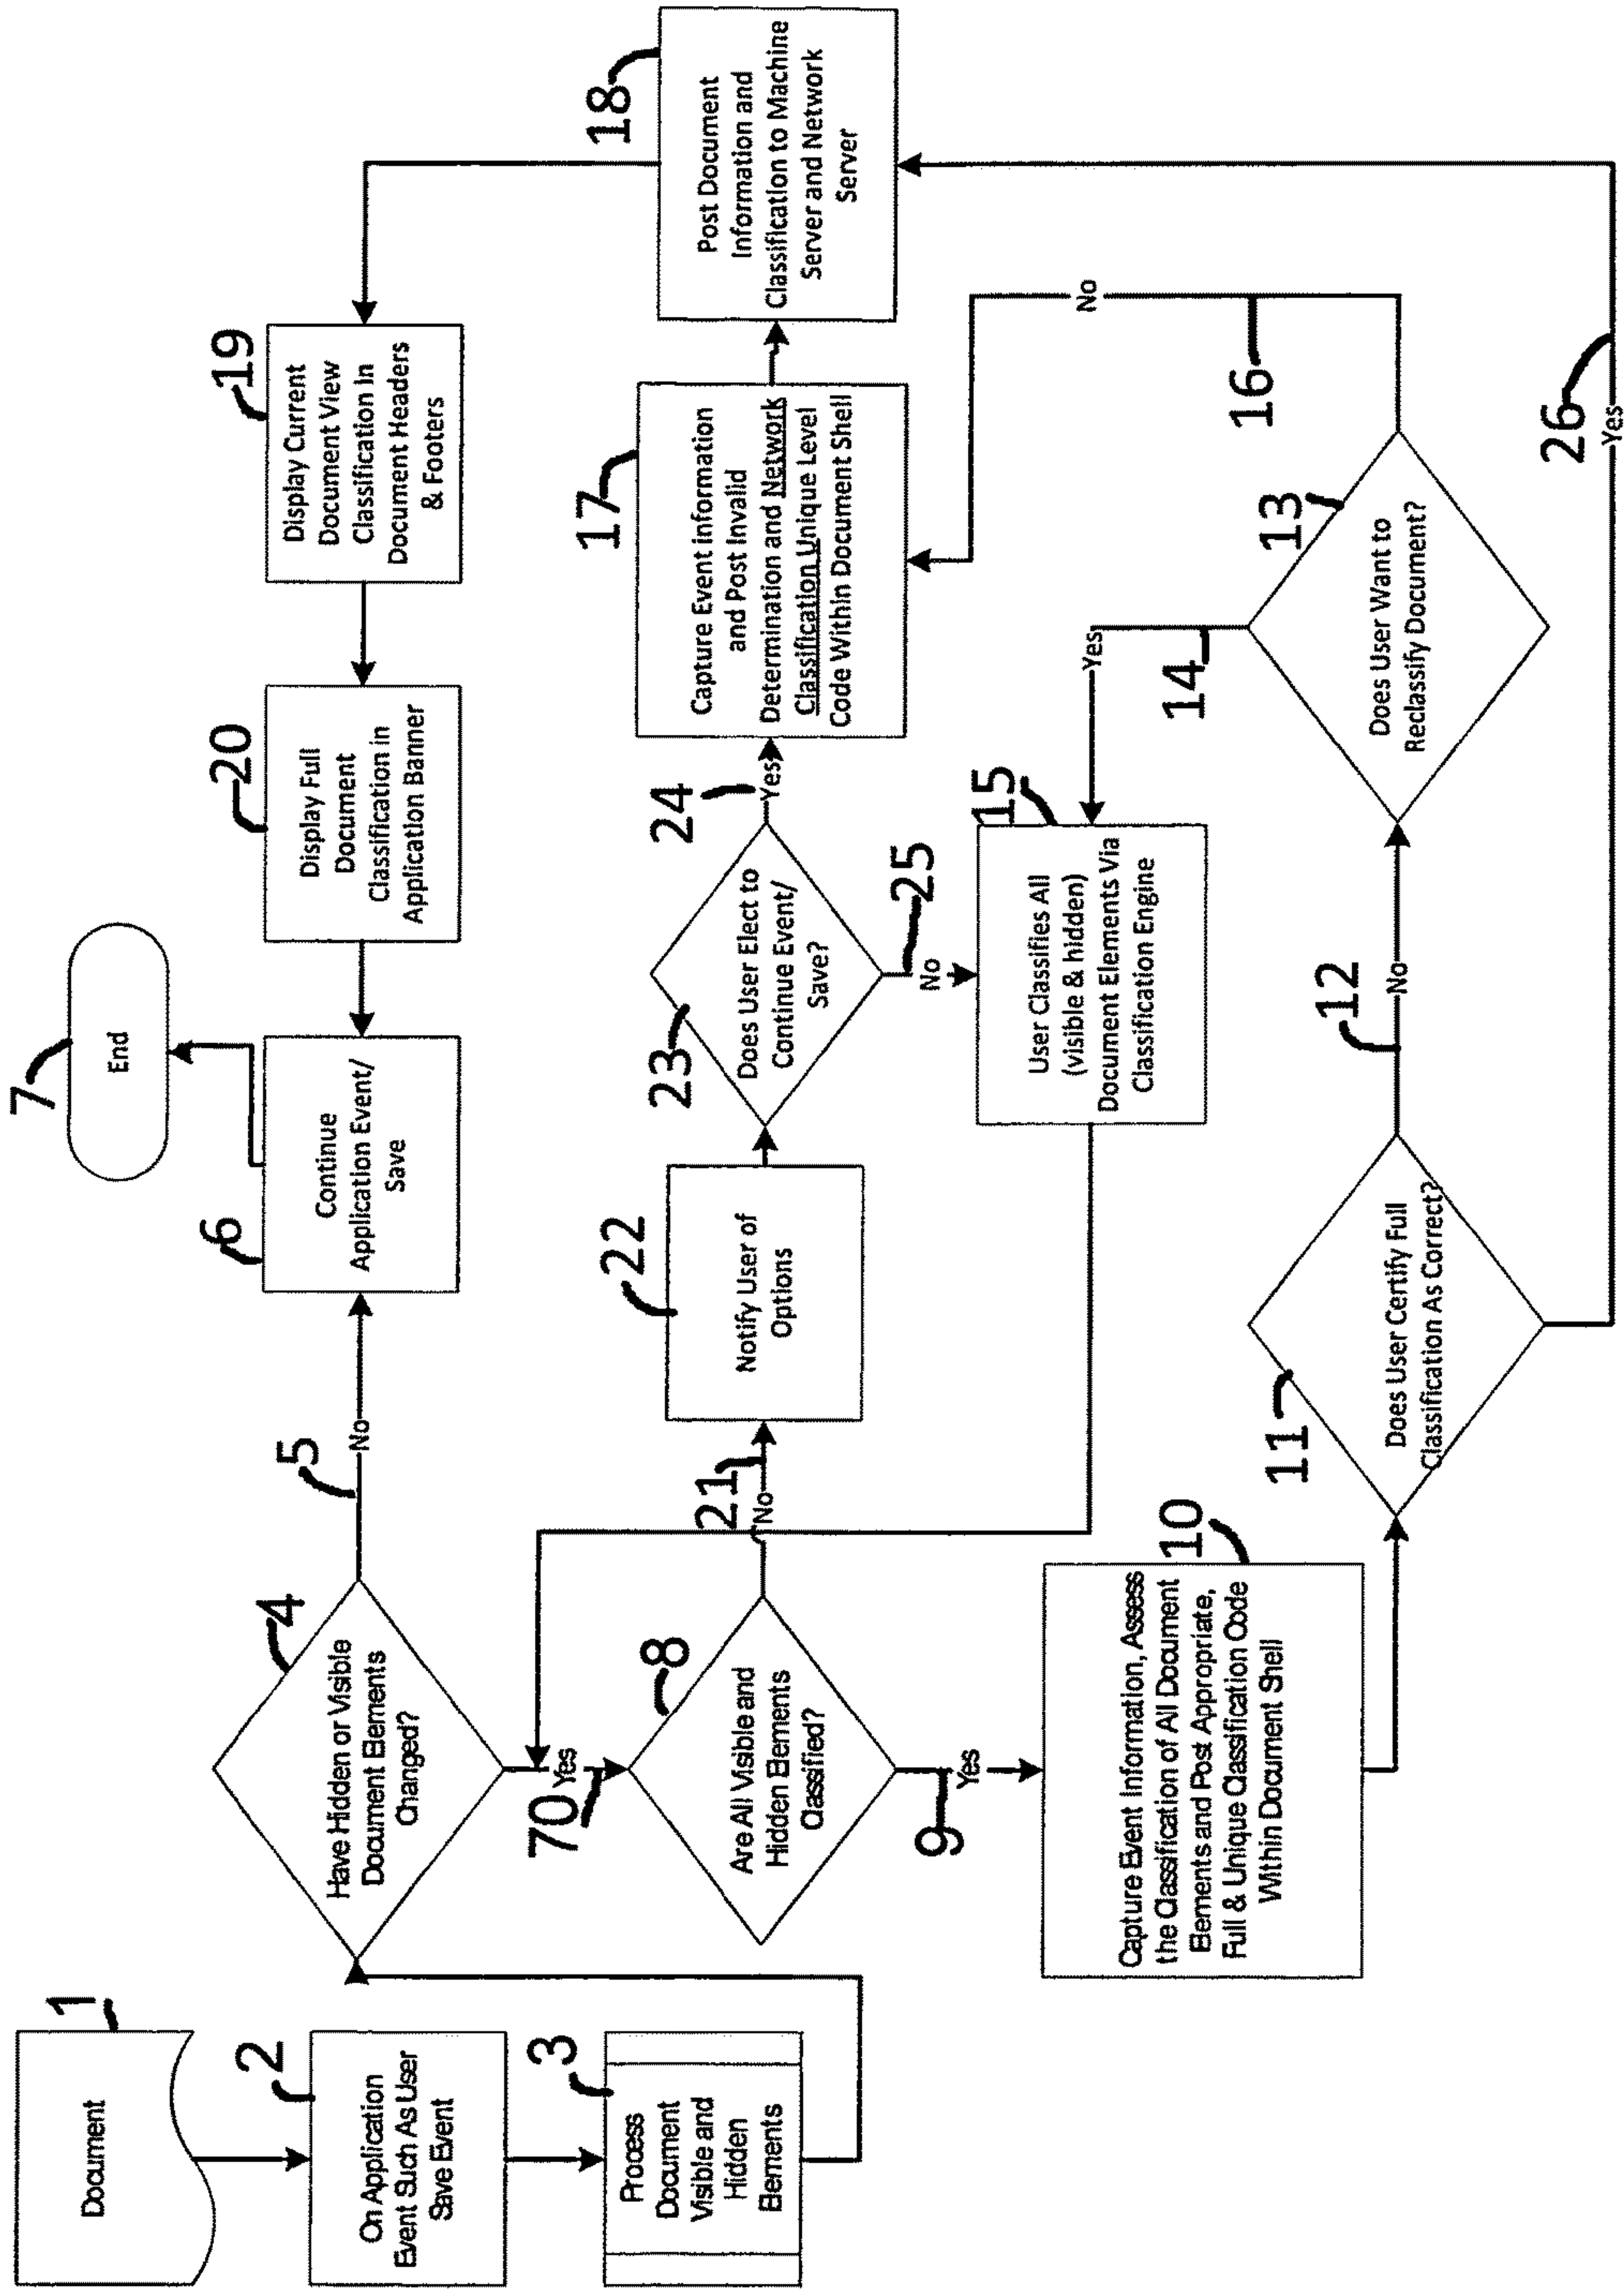 1
Document
2
On Application
Event Such As User
Save Event
3
Process
Document
Visible and
Hidden
Elements
4
Have Hidden or Visible
Document Elements
Changed?
5
No
6
Continue
Application Event/
Save
7
End
70
Yes
8
Are All Visible and
Hidden Elements
Classified?
9
Yes
10
Capture Event Information, Assess
the Classification of All Document
Elements and Post Appropriate,
Full & Unique Classification Code
Within Document Shell
11
Does User Certify Full
Classification As Correct?
12
No
13
Does User Want to
Reclassify Document?
14
Yes
15
User Classifies All
(visible & hidden)
Document Elements Via
Classification Engine
16
No
17
Capture Event Information
and Post Invalid
Determination and Network
Classification Unique Level
Code Within Document Shell
18
Post Document
Information and
Classification to Machine
Server and Network
Server
19
Display Current
Document View
Classification In
Document Headers
& Footers
20
Display Full
Document
Classification in
Application Banner
21
No
22
Notify User of
Options
23
Does User Elect to
Continue Event/
Save?
24
Yes
25
No
26
Yes